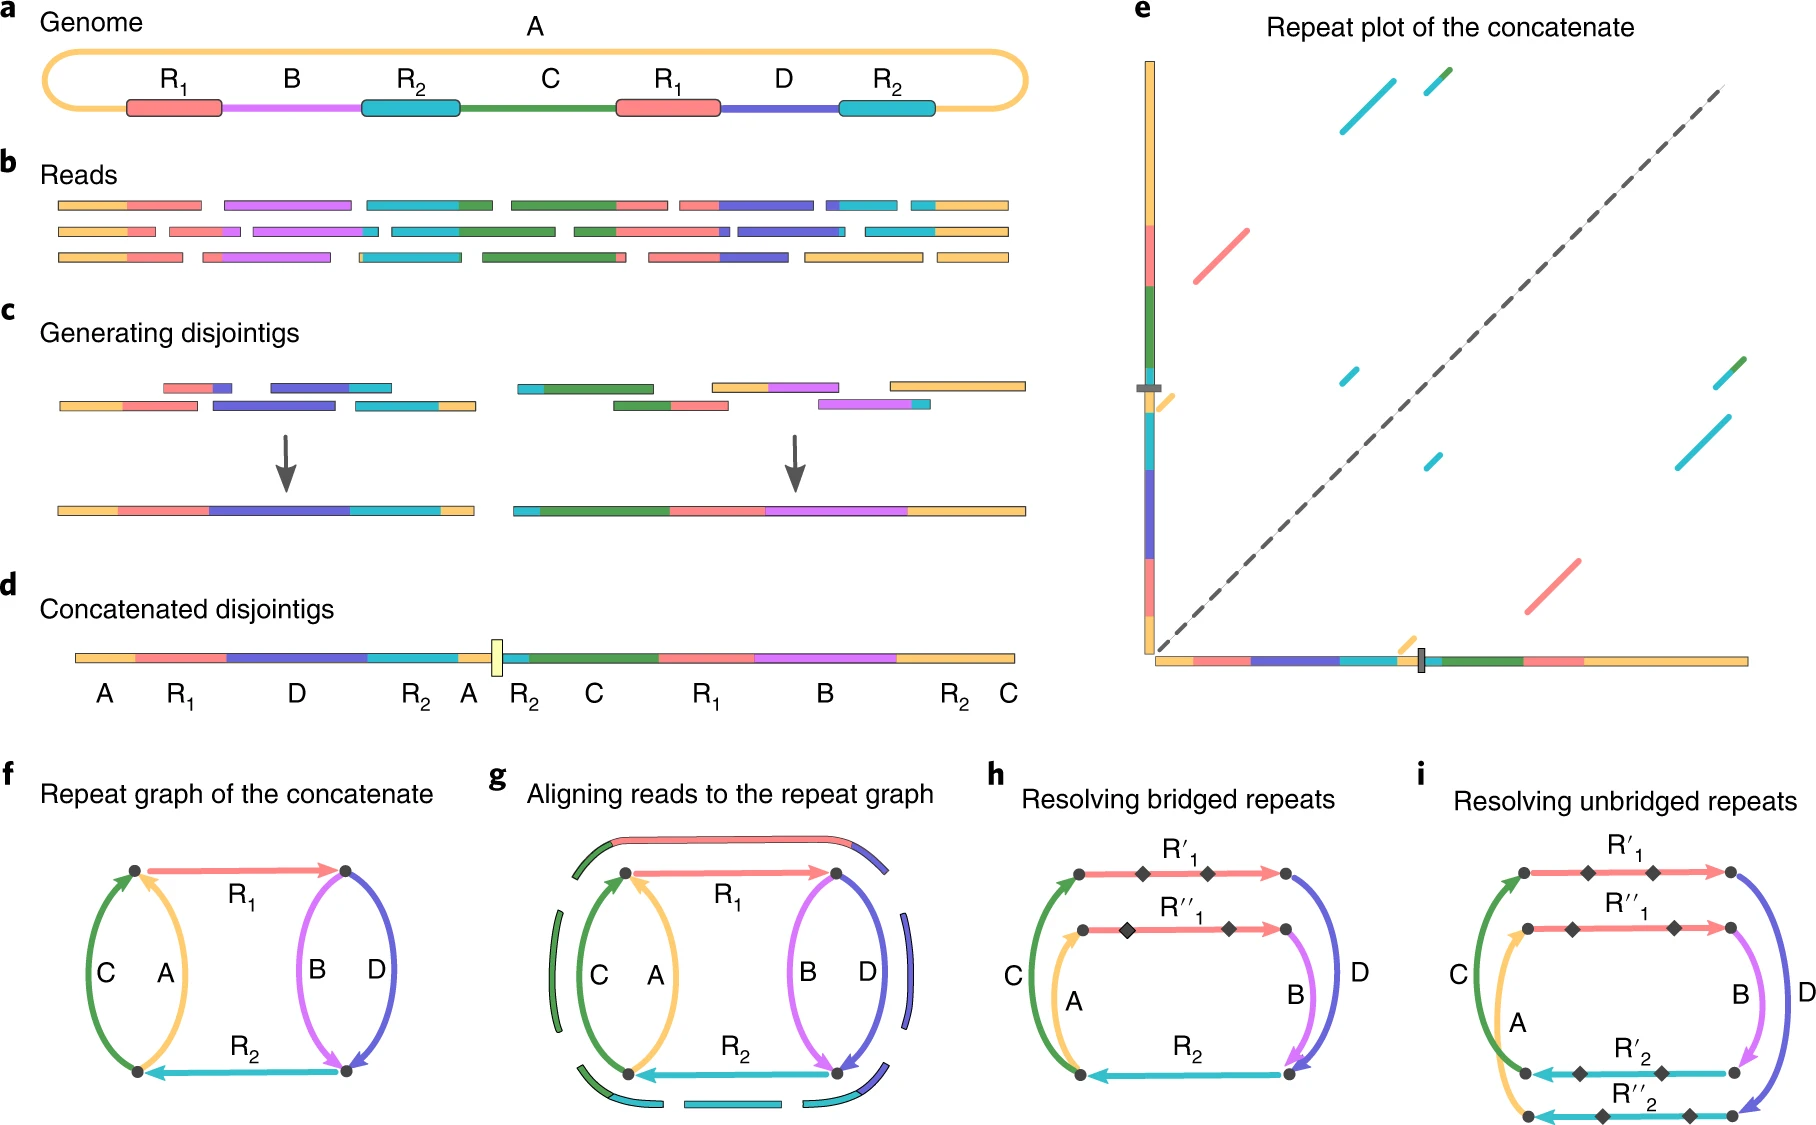 a
Genome
A
R1 B R2 C R1 D R2
b
Reads
c
Generating disjointigs
d
Concatenated disjointigs
A R1 D R2 A R2 C R1 B R2 C
e
Repeat plot of the concatenate
f
Repeat graph of the concatenate
R1
C A B D
R2
g
Aligning reads to the repeat graph
R1
C A B D
R2
h
Resolving bridged repeats
R′1
R′′1
C A B D
R2
i
Resolving unbridged repeats
R′1
R′′1
C A B D
R′2
R′′2